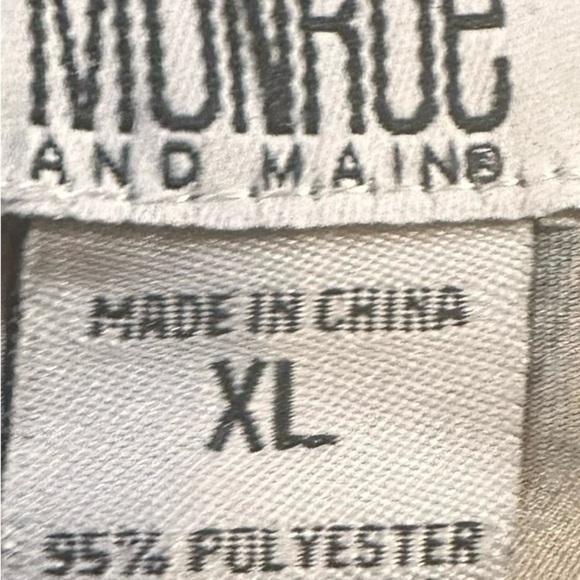 MONROE
AND MAIN®
MADE IN CHINA
XL
95% POLYESTER